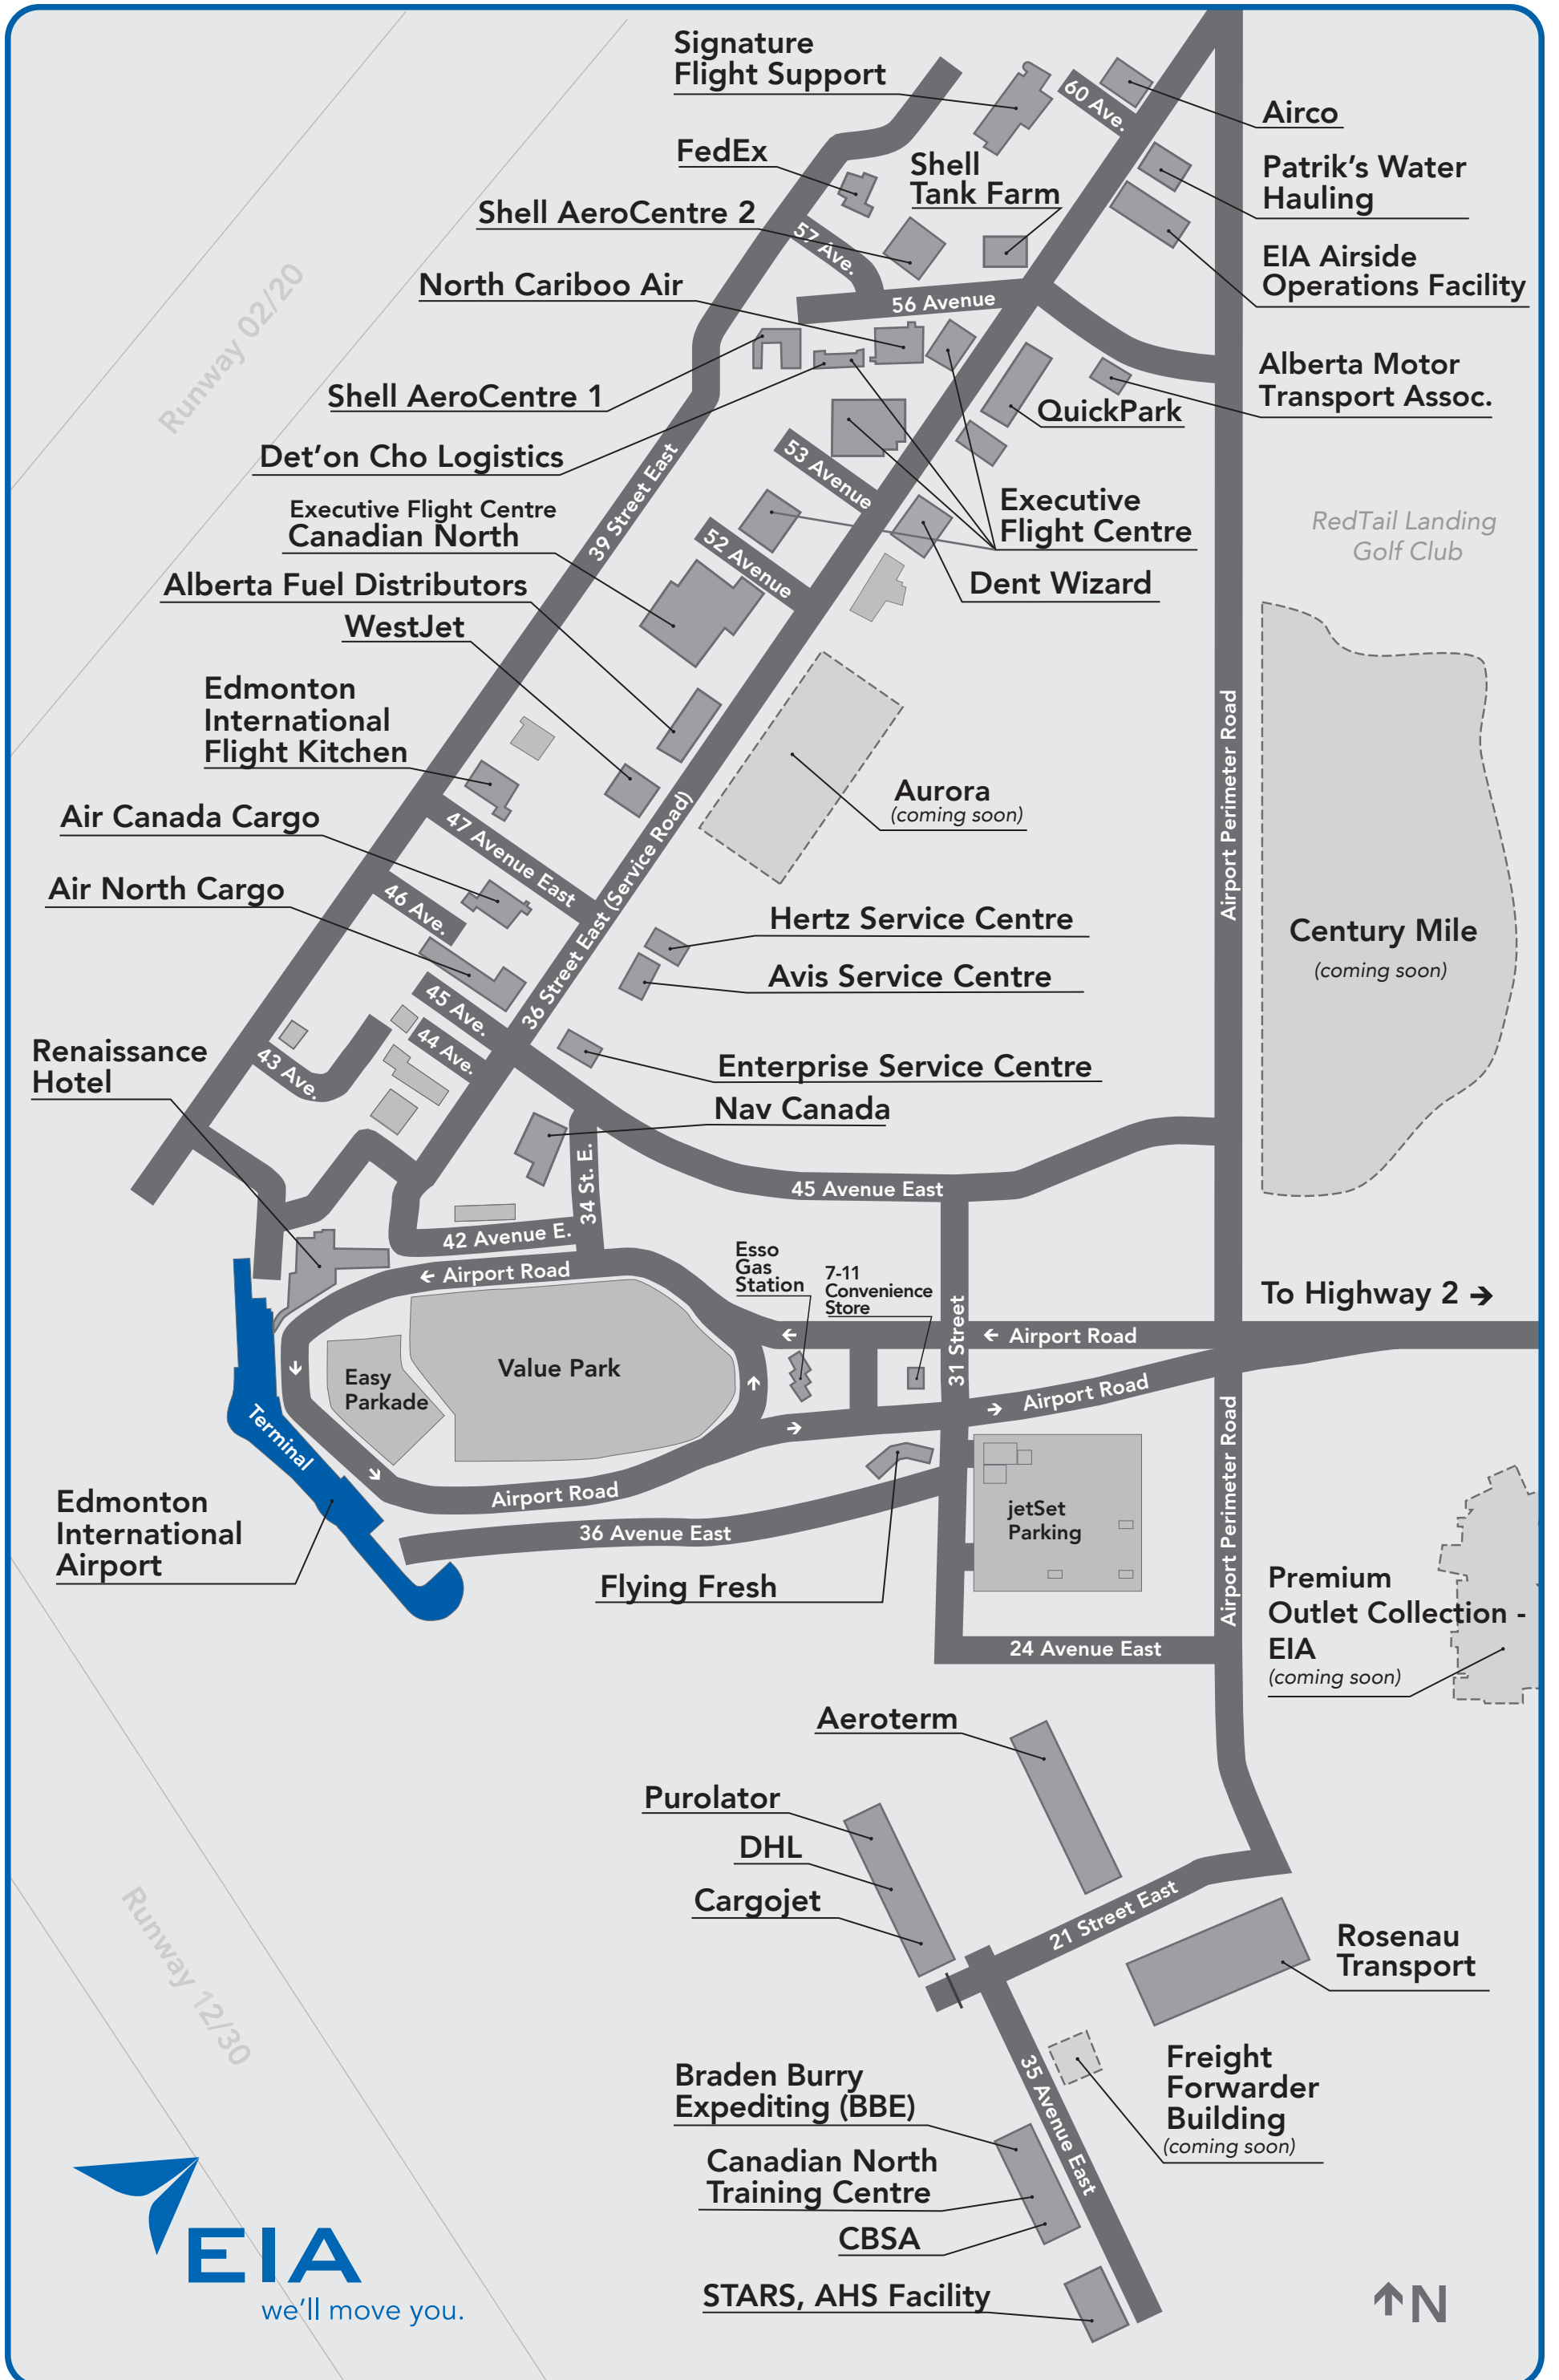 Signature
Flight Support
60 Ave.
Airco
FedEx
Shell
Tank Farm
Patrik’s Water
Hauling
Shell AeroCentre 2
57 Ave.
EIA Airside
Operations Facility
North Cariboo Air
56 Avenue
Runway 02/20
Alberta Motor
Transport Assoc.
Shell AeroCentre 1
QuickPark
Det’on Cho Logistics
53 Avenue
39 Street East
Executive Flight Centre
Canadian North
Executive
Flight Centre
RedTail Landing
Golf Club
52 Avenue
Alberta Fuel Distributors
Dent Wizard
WestJet
Edmonton
International
Flight Kitchen
Aurora
(coming soon)
Airport Perimeter Road
Air Canada Cargo
47 Avenue East
36 Street East (Service Road)
Air North Cargo
46 Ave.
Hertz Service Centre
Century Mile
(coming soon)
Avis Service Centre
45 Ave.
44 Ave.
Renaissance
Hotel
43 Ave.
Enterprise Service Centre
Nav Canada
34 St. E.
45 Avenue East
42 Avenue E.
Esso
Gas
Station
7-11
Convenience
Store
← Airport Road
To Highway 2 →
31 Street
← Airport Road
Easy
Parkade
Value Park
Airport Road
Terminal
Airport Road
Airport Perimeter Road
Edmonton
International
Airport
36 Avenue East
jetSet
Parking
Flying Fresh
Premium
Outlet Collection -
EIA
(coming soon)
24 Avenue East
Aeroterm
Purolator
DHL
Cargojet
21 Street East
Runway 12/30
Rosenau
Transport
35 Avenue East
Freight
Forwarder
Building
(coming soon)
Braden Burry
Expediting (BBE)
Canadian North
Training Centre
CBSA
STARS, AHS Facility
EIA
we’ll move you.
↑N